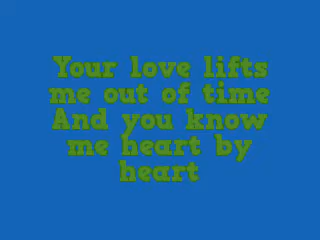 Your love lifts
me out of time
And you know
me heart by
heart